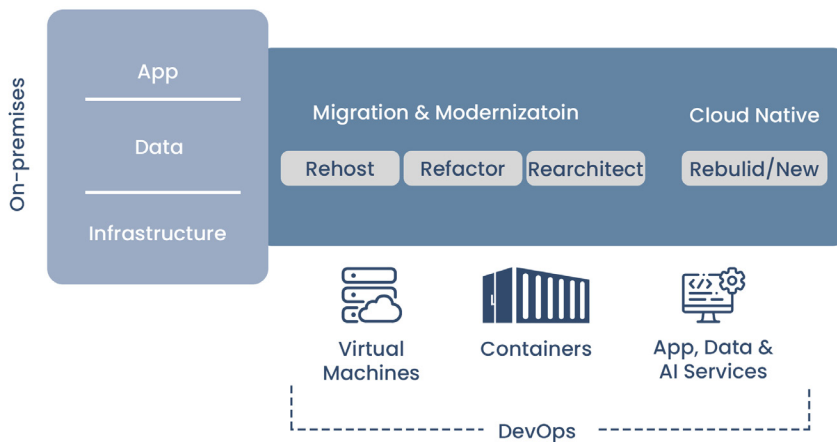 On-premises
App
Data
Infrastructure
Migration & Modernizatoin
Cloud Native
Rehost
Refactor
Rearchitect
Rebulid/New
Virtual
Machines
Containers
App, Data &
AI Services
DevOps